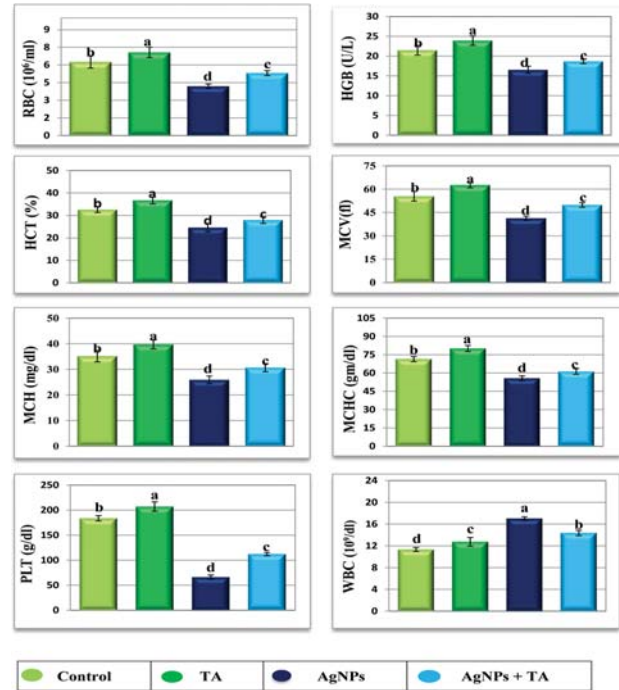 RBC (10⁶/ml)
9
8
6
5
3
2
0
b
a
d
c
HGB (U/L)
30
25
20
15
10
5
0
b
a
d
c
HCT (%)
50
40
30
20
10
0
b
a
d
c
MCV(fl)
75
60
45
30
15
0
b
a
d
c
MCH (mg/dl)
50
40
30
20
10
0
b
a
d
c
MCHC (gm/dl)
105
90
75
60
45
30
15
0
b
a
d
c
PLT (g/dl)
250
200
150
100
50
0
b
a
d
c
WBC (10⁹/dl)
24
20
16
12
8
4
0
d
c
a
b
Control TA AgNPs AgNPs + TA